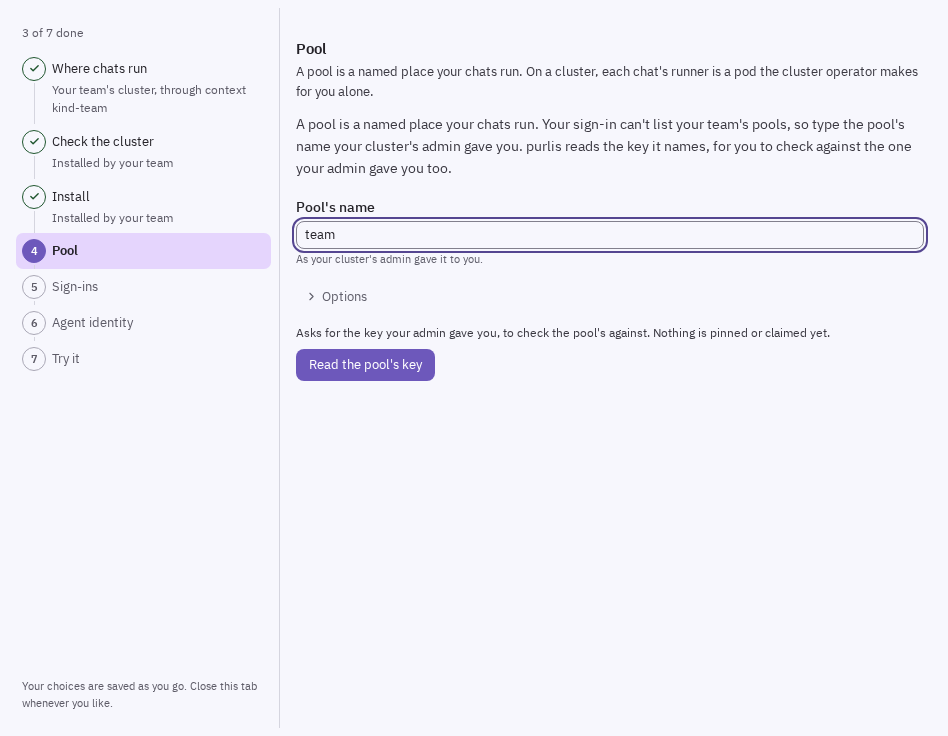 3 of 7 done
Where chats run
Your team's cluster, through context
kind-team
Check the cluster
Installed by your team
Install
Installed by your team
4 Pool
5 Sign-ins
6 Agent identity
7 Try it
Your choices are saved as you go. Close this tab
whenever you like.
Pool
A pool is a named place your chats run. On a cluster, each chat's runner is a pod the cluster operator makes
for you alone.
A pool is a named place your chats run. Your sign-in can't list your team's pools, so type the pool's
name your cluster's admin gave you. purlis reads the key it names, for you to check against the one
your admin gave you too.
Pool's name
team
As your cluster's admin gave it to you.
Options
Asks for the key your admin gave you, to check the pool's against. Nothing is pinned or claimed yet.
Read the pool's key